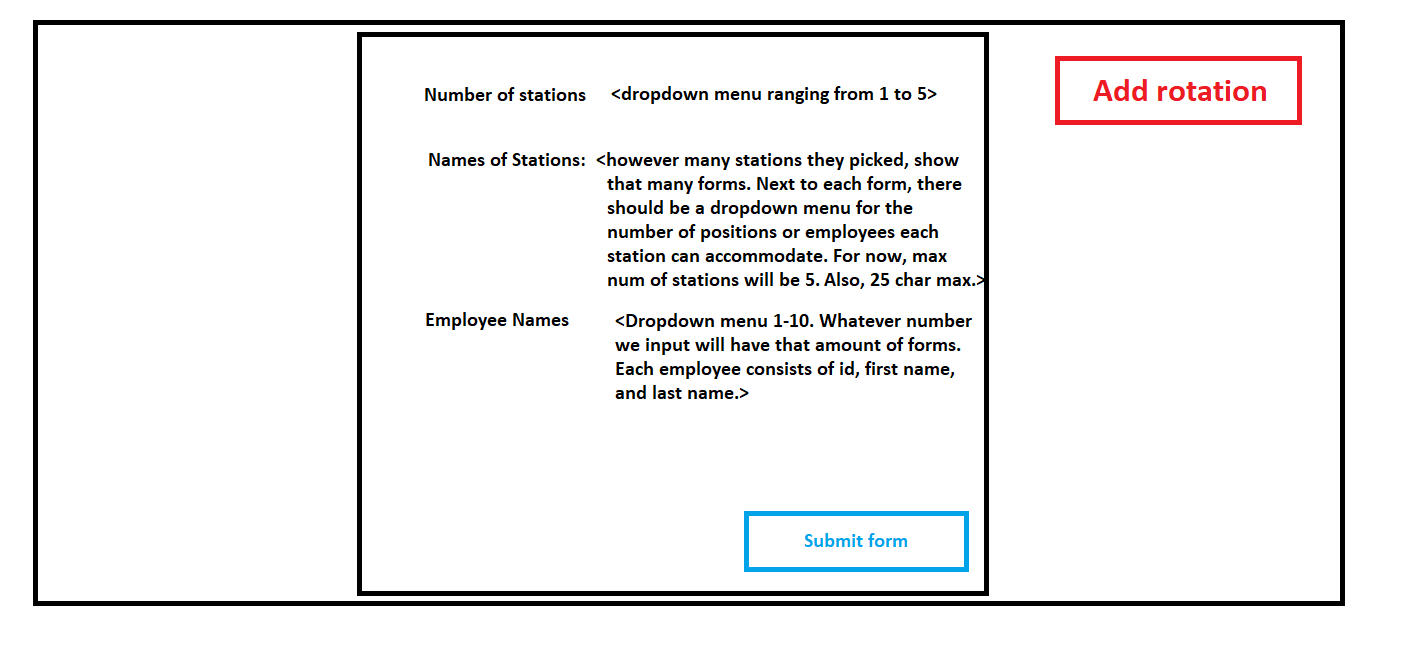 Number of stations <dropdown menu ranging from 1 to 5>
Add rotation
Names of Stations: <however many stations they picked, show
that many forms. Next to each form, there
should be a dropdown menu for the
number of positions or employees each
station can accommodate. For now, max
num of stations will be 5. Also, 25 char max.>
Employee Names <Dropdown menu 1-10. Whatever number
we input will have that amount of forms.
Each employee consists of id, first name,
and last name.>
Submit form